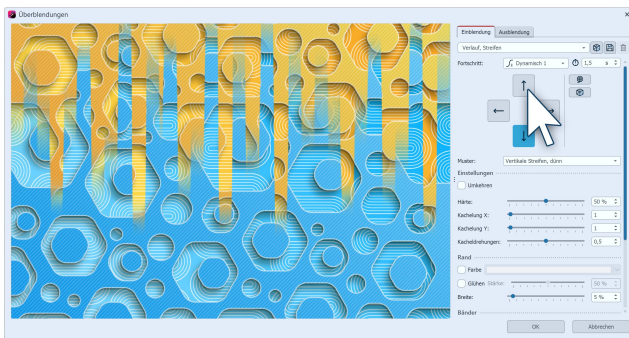 Überblendungen
Einblendung Ausblendung
Verlauf, Streifen
Fortschritt: Dynamisch 1 1,5 s
Muster: Vertikale Streifen, dünn
Einstellungen
Umkehren
Härte: 50 %
Kachelung X: 1
Kachelung Y: 1
Kacheldrehungen: 0,5
Rand
Farbe
Glühen Stärke: 50 %
Breite: 5 %
Bänder
OK Abbrechen